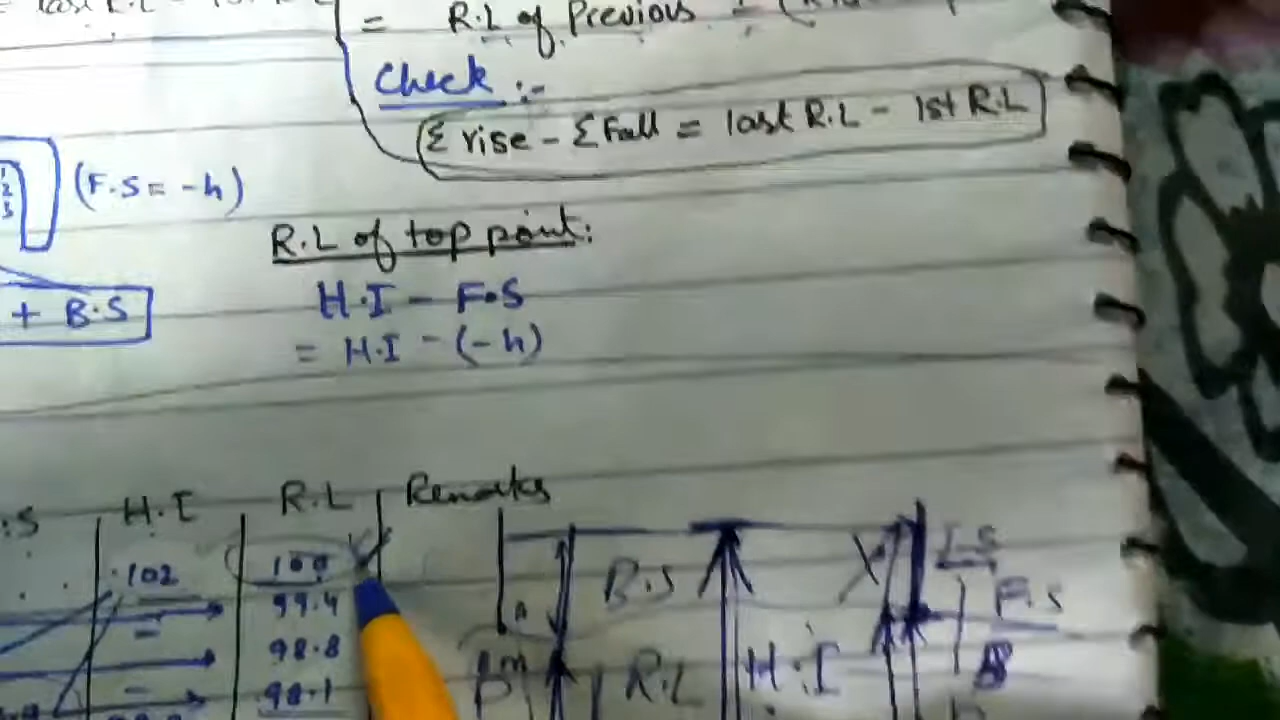 = R.L of Previous
Check :-
Σ rise - Σ Fall = last R.L - 1st R.L
(F.S = -h)
R.L of top point:
H.I - F.S
= H.I - (-h)
+ B.S
.S H.I R.L Remarks
102 100
- 99.4
98.8
- 98.1
B.S
F.S
A
B.M R.L H.I B